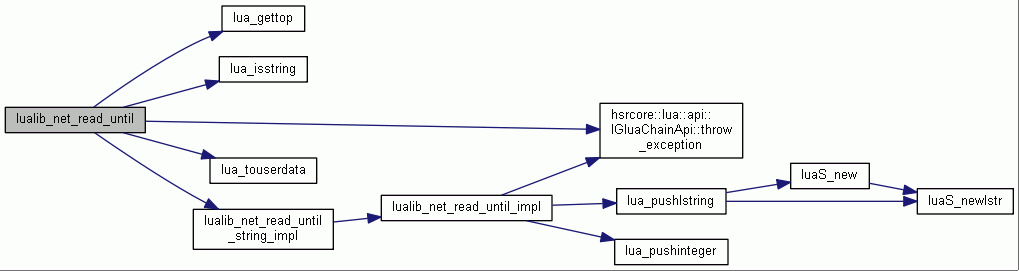 lua_gettop
lua_isstring
lualib_net_read_until
hsrcore::lua::api::
IGluaChainApi::throw
_exception
lua_touserdata
lualib_net_read_until
_string_impl
lualib_net_read_until_impl
lua_pushlstring
luaS_new
luaS_newlstr
lua_pushinteger